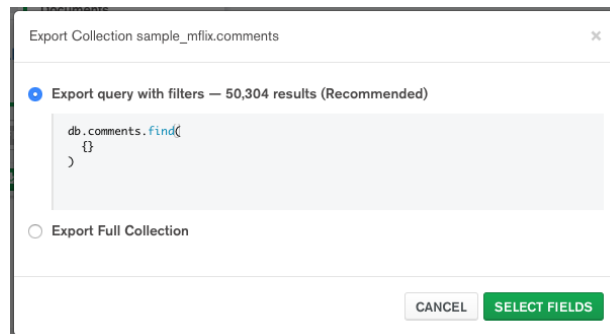 Documents
Export Collection sample_mflix.comments
×
Export query with filters — 50,304 results (Recommended)
db.comments.find(
{}
)
Export Full Collection
CANCEL
SELECT FIELDS